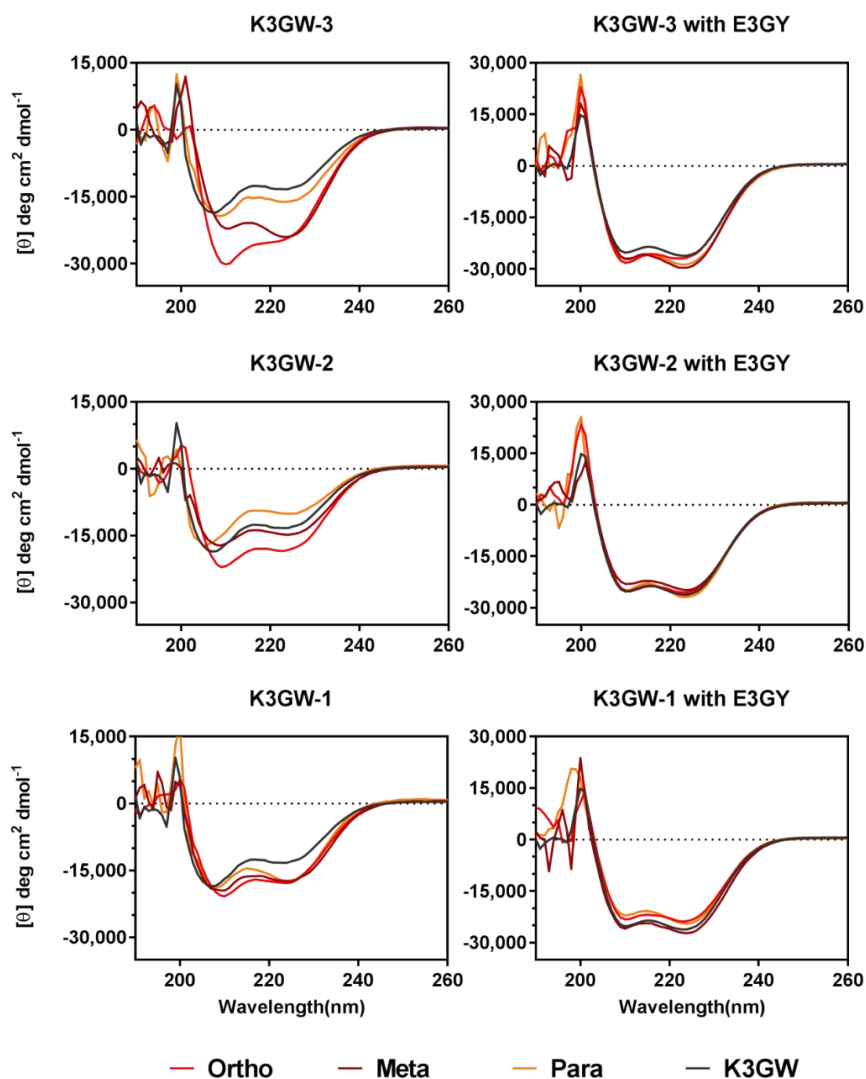 K3GW-3
K3GW-3 with E3GY
[θ] deg cm² dmol⁻¹
15,000
0
-15,000
-30,000
200 220 240 260
30,000
15,000
0
-15,000
-30,000
200 220 240 260
K3GW-2
K3GW-2 with E3GY
[θ] deg cm² dmol⁻¹
15,000
0
-15,000
-30,000
200 220 240 260
30,000
15,000
0
-15,000
-30,000
200 220 240 260
K3GW-1
K3GW-1 with E3GY
[θ] deg cm² dmol⁻¹
15,000
0
-15,000
-30,000
200 220 240 260
Wavelength(nm)
30,000
15,000
0
-15,000
-30,000
200 220 240 260
Wavelength(nm)
Ortho Meta Para K3GW